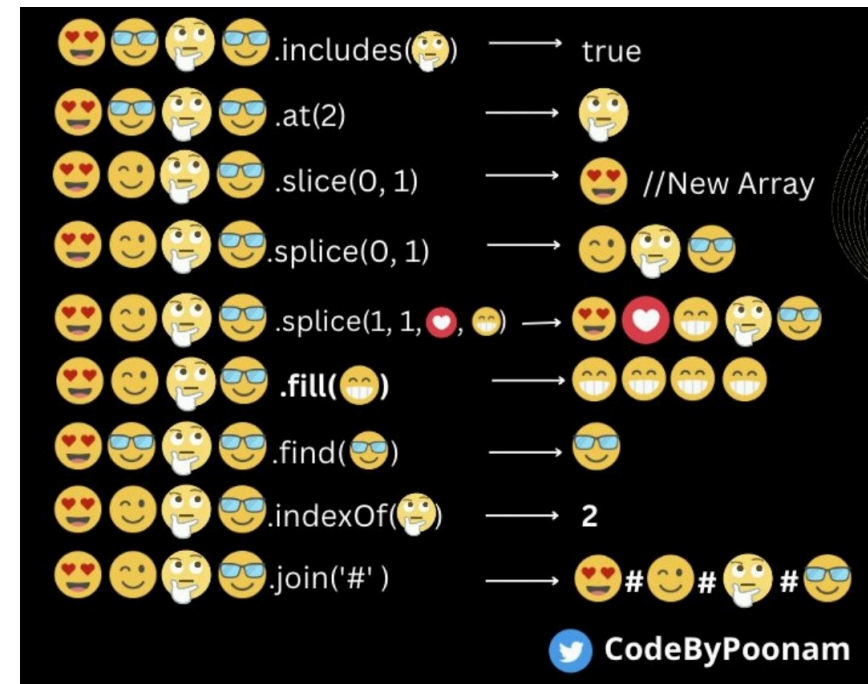 😍😎🤔😎.includes(🤔) ⟶ true
😍😎🤔😎.at(2) ⟶ 🤔
😍😉🤔😎.slice(0, 1) ⟶ 😍 //New Array
😍😉🤔😎.splice(0, 1) ⟶ 😉🤔😎
😍😉🤔😎.splice(1, 1,❤, 😁) ⟶ 😍❤😁🤔😎
😍😉🤔😎.fill(😁) ⟶ 😁😁😁😁
😍😎🤔😎.find(😎) ⟶ 😎
😍😉🤔😎.indexOf(🤔) ⟶ 2
😍😉🤔😎.join('#' ) ⟶ 😍#😉#🤔#😎
CodeByPoonam